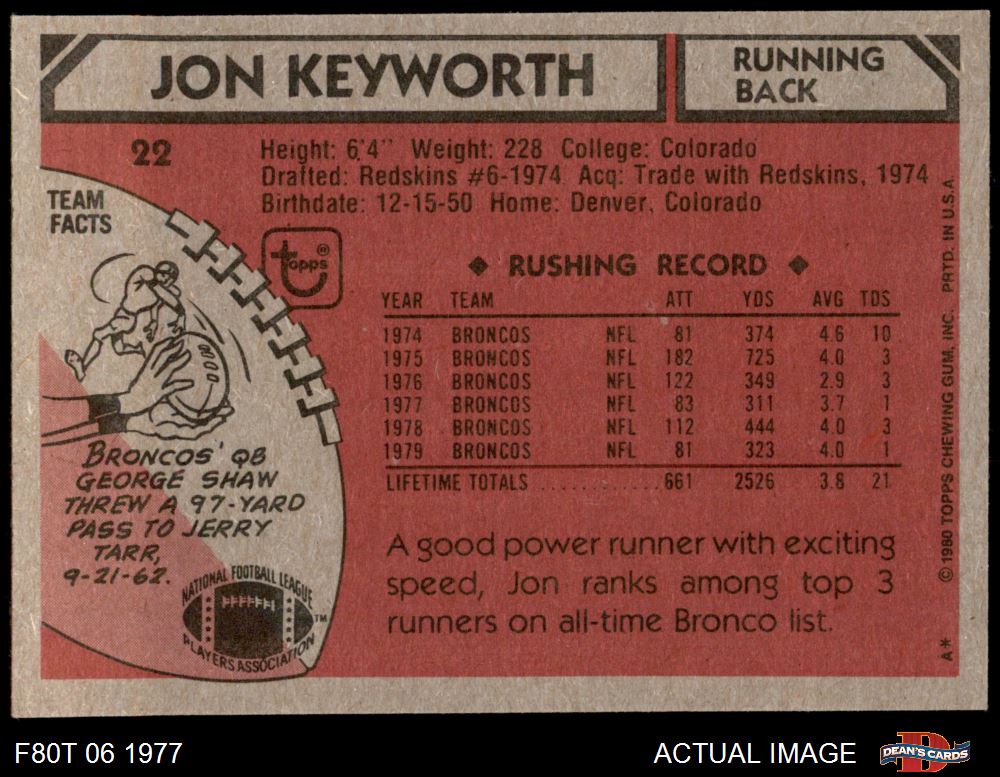 JON KEYWORTH
RUNNING
BACK
22
Height: 6'4" Weight: 228 College: Colorado
Drafted: Redskins #6-1974 Acq: Trade with Redskins, 1974
Birthdate: 12-15-50 Home: Denver, Colorado
TEAM
FACTS
topps®
◆ RUSHING RECORD ◆
YEAR TEAM ATT YDS AVG TDS
1974 BRONCOS NFL 81 374 4.6 10
1975 BRONCOS NFL 182 725 4.0 3
1976 BRONCOS NFL 122 349 2.9 3
1977 BRONCOS NFL 83 311 3.7 1
1978 BRONCOS NFL 112 444 4.0 3
1979 BRONCOS NFL 81 323 4.0 1
LIFETIME TOTALS ............ 661 2526 3.8 21
BRONCOS' QB
GEORGE SHAW
THREW A 97-YARD
PASS TO JERRY
TARR,
9-21-62.
NATIONAL FOOTBALL LEAGUE
PLAYERS ASSOCIATION
TM
A good power runner with exciting
speed, Jon ranks among top 3
runners on all-time Bronco list.
A* © 1980 TOPPS CHEWING GUM, INC. PRTD. IN U.S.A.
F80T 06 1977
ACTUAL IMAGE
DEAN'S CARDS